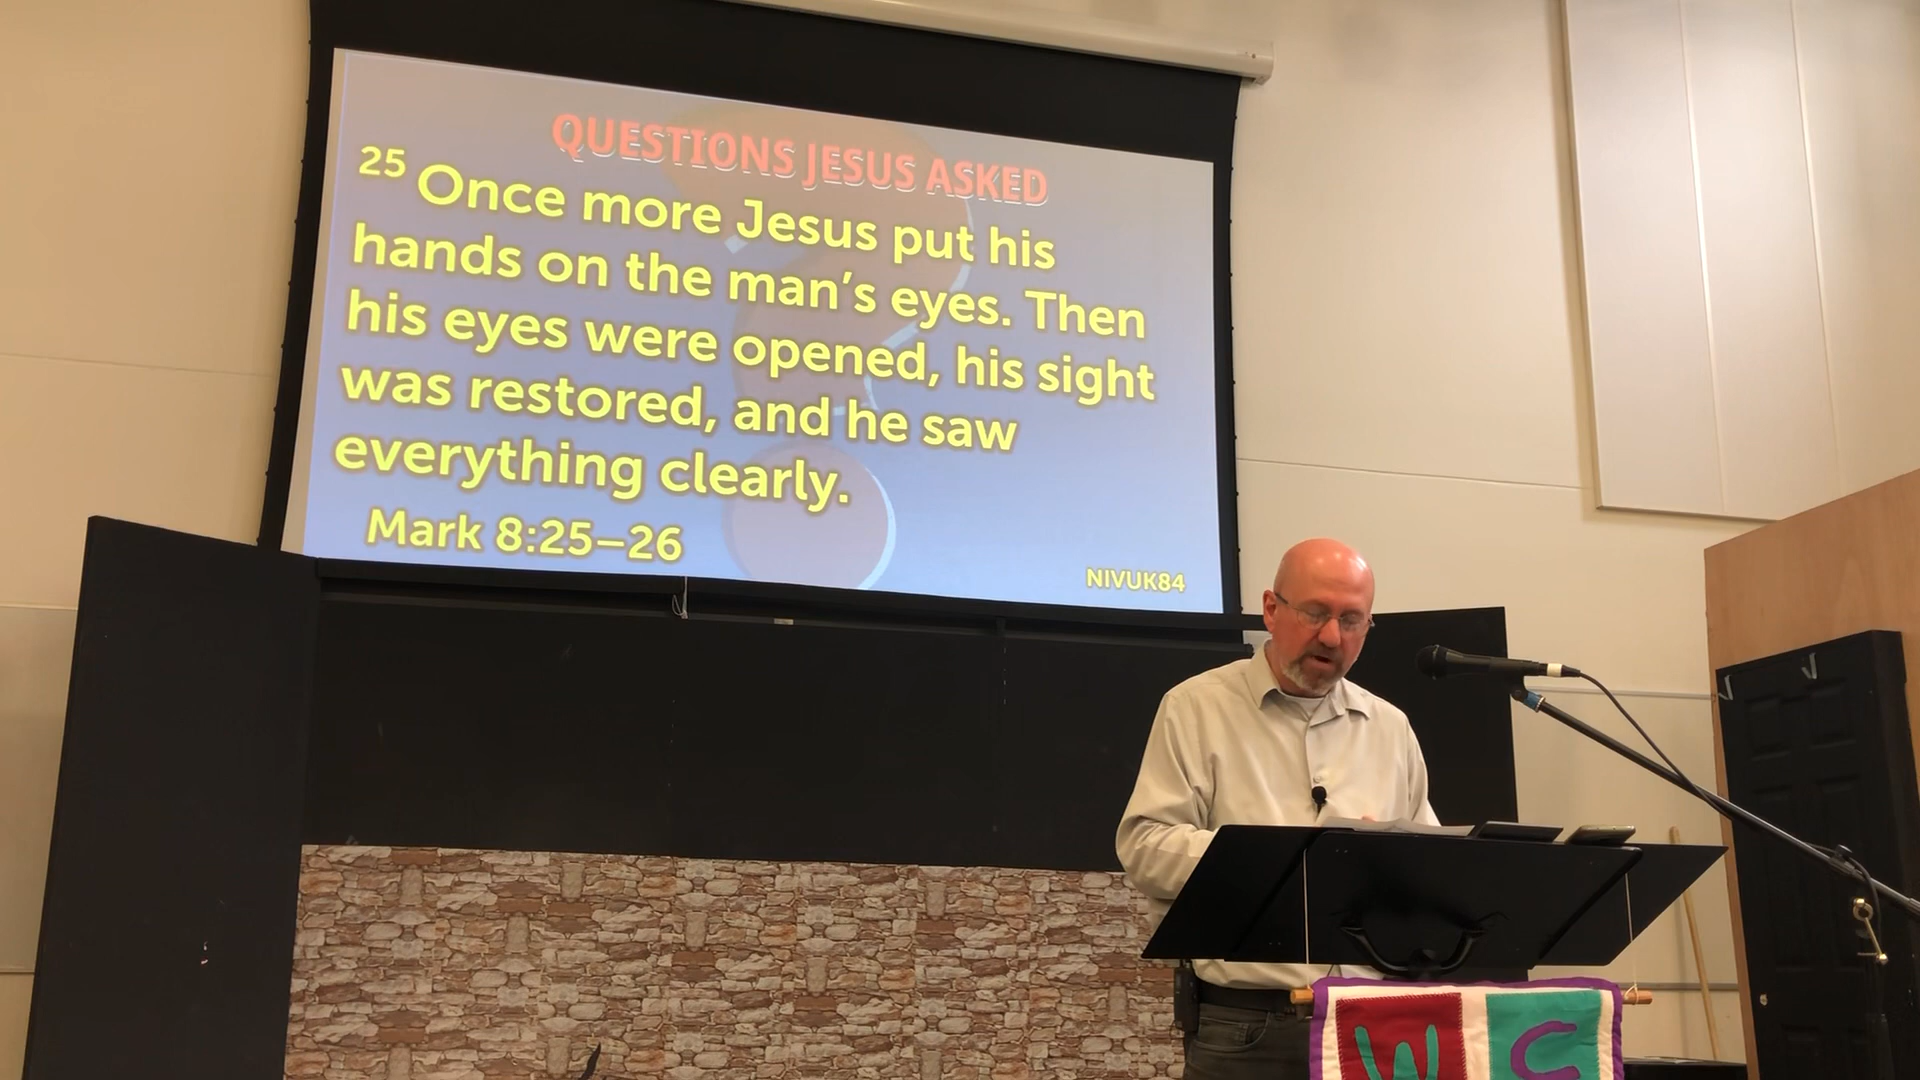 QUESTIONS JESUS ASKED
25 Once more Jesus put his
hands on the man's eyes. Then
his eyes were opened, his sight
was restored, and he saw
everything clearly.
Mark 8:25–26
NIVUK84
W C